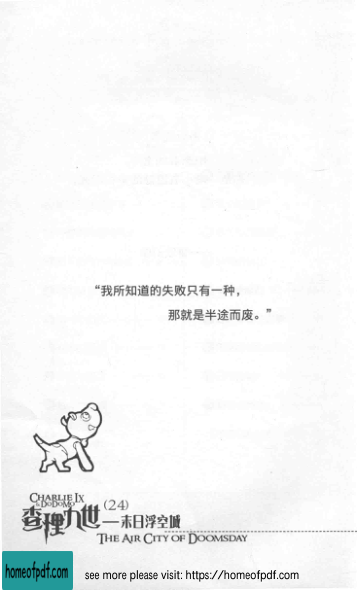 “我所知道的失败只有一种，
那就是半途而废。”
CHARLIE IX
& DODOMO
查理九世(24)
——末日浮空城
THE AIR CITY OF DOOMSDAY
homeofpdf.com
see more please visit: https://homeofpdf.com